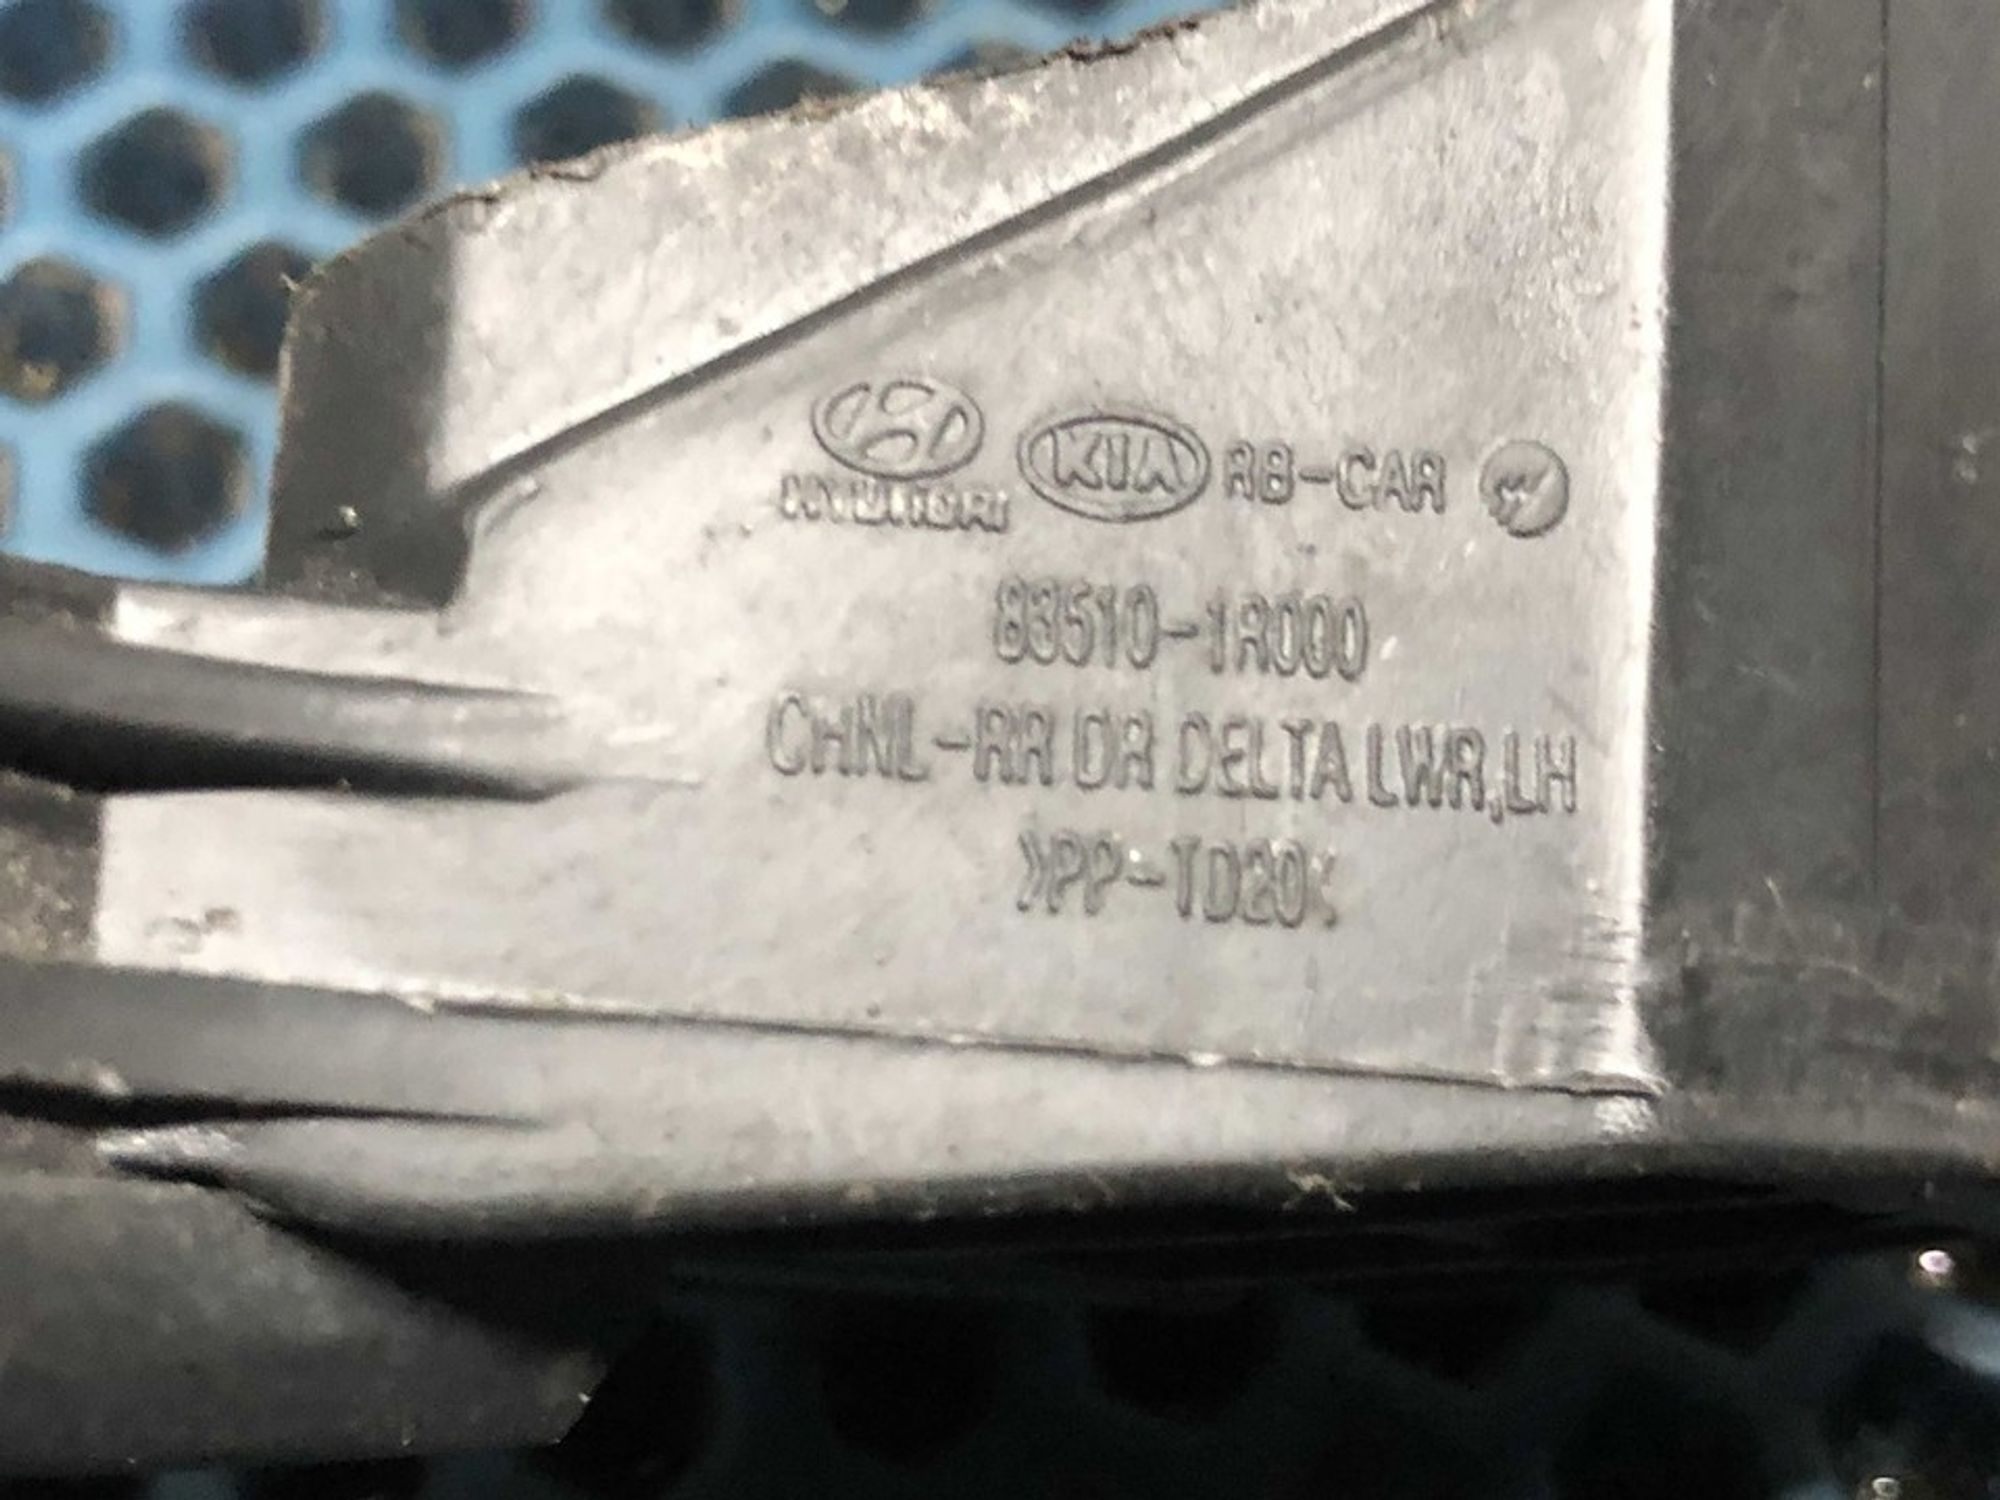 HYUNDAI KIA RB-CAR
83510-1R000
CHNL-RR DR DELTA LWR,LH
>PP-TD20<